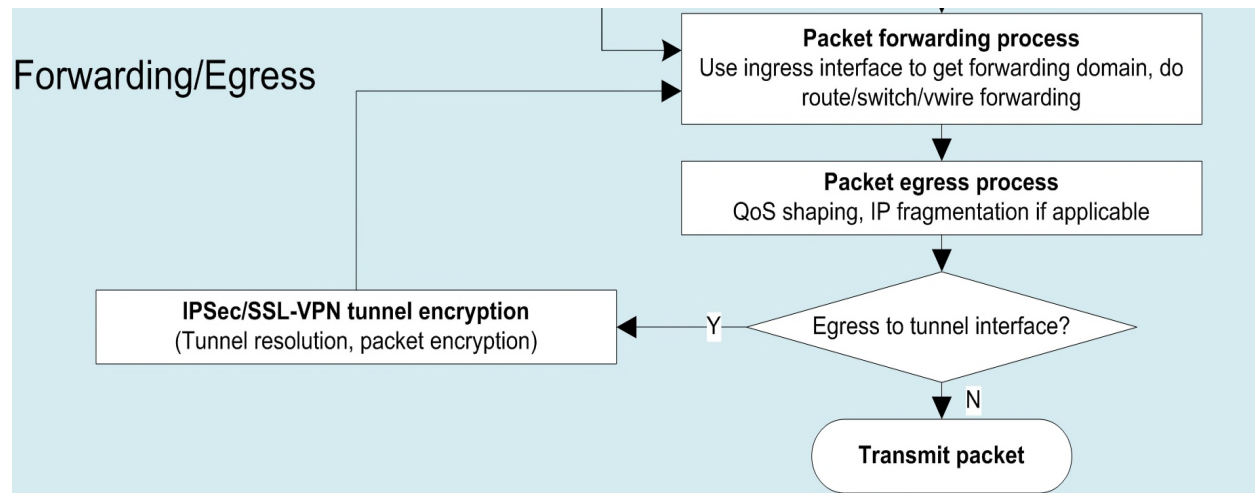 Forwarding/Egress
Packet forwarding process
Use ingress interface to get forwarding domain, do
route/switch/vwire forwarding
Packet egress process
QoS shaping, IP fragmentation if applicable
IPSec/SSL-VPN tunnel encryption
(Tunnel resolution, packet encryption)
Y
Egress to tunnel interface?
N
Transmit packet